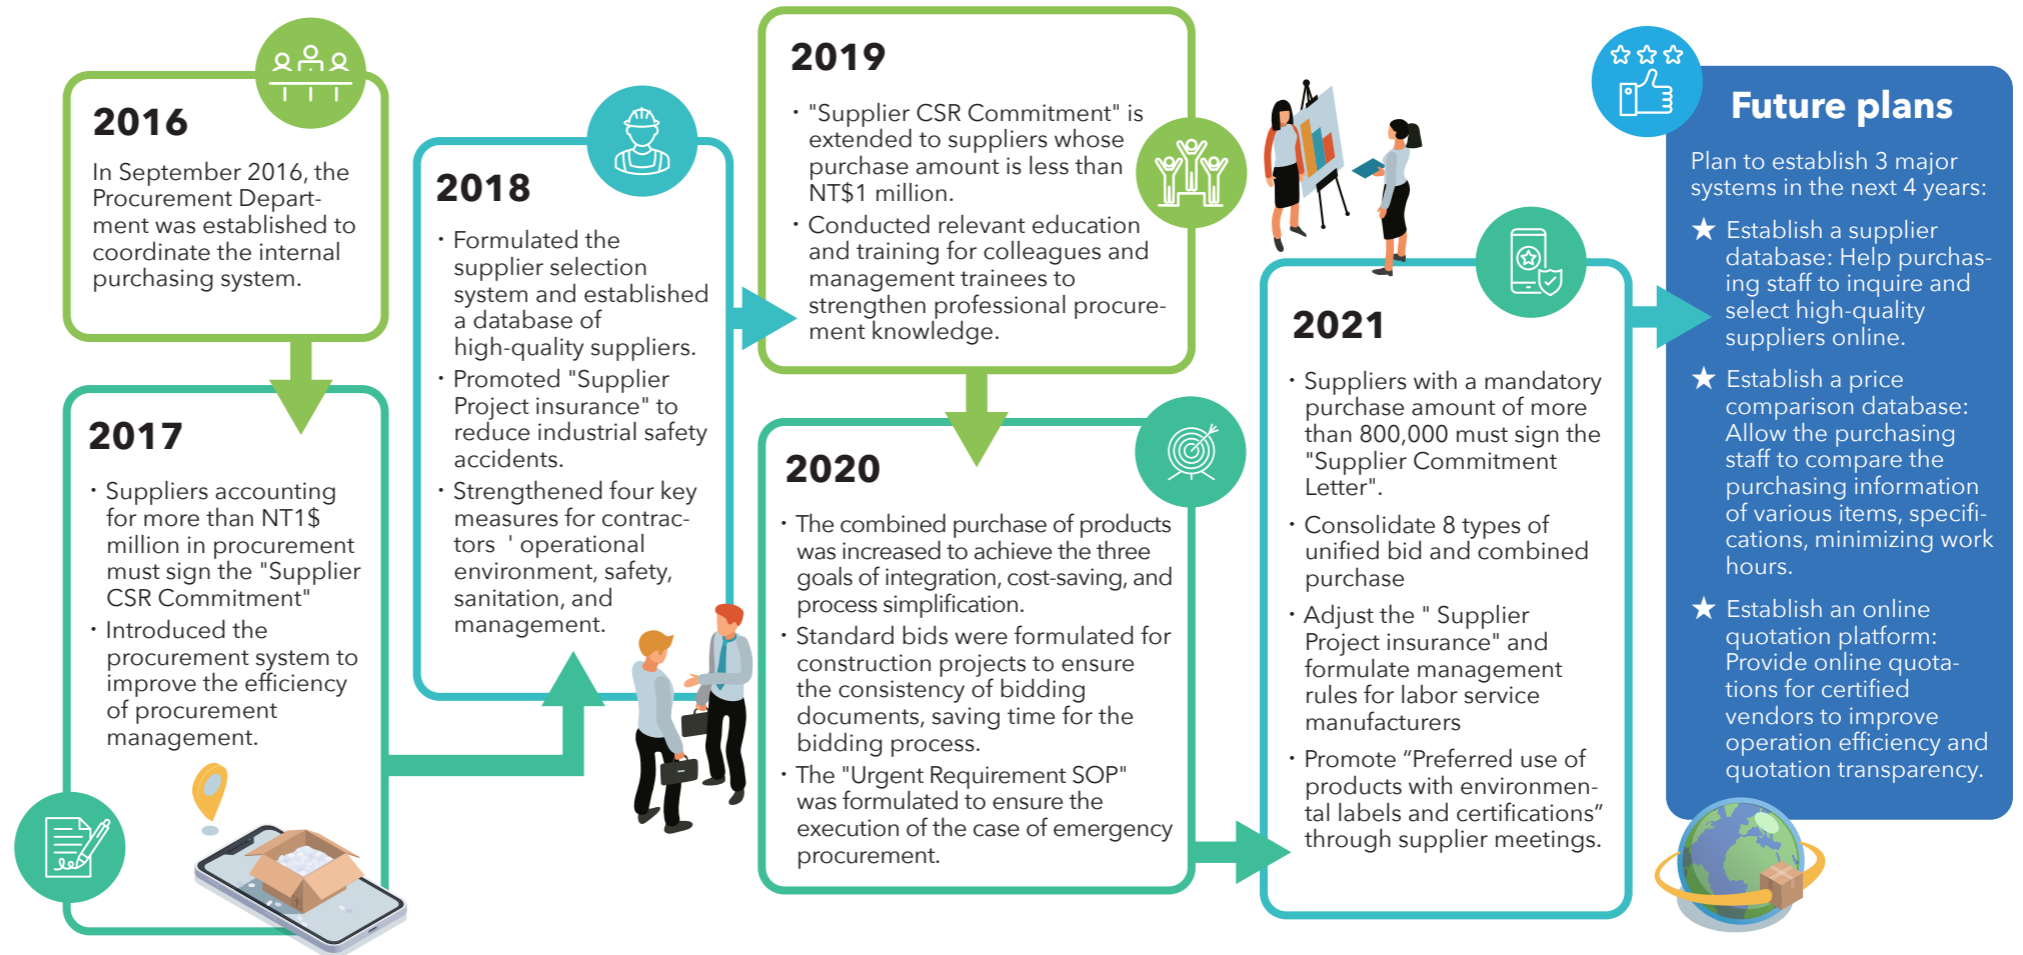 2016
In September 2016, the
Procurement Depart-
ment was established to
coordinate the internal
purchasing system.
2017
· Suppliers accounting
for more than NT1$
million in procurement
must sign the "Supplier
CSR Commitment"
· Introduced the
procurement system to
improve the efficiency
of procurement
management.
2018
· Formulated the
supplier selection
system and established
a database of
high-quality suppliers.
· Promoted "Supplier
Project insurance" to
reduce industrial safety
accidents.
· Strengthened four key
measures for contrac-
tors ' operational
environment, safety,
sanitation, and
management.
2019
· "Supplier CSR Commitment" is
extended to suppliers whose
purchase amount is less than
NT$1 million.
· Conducted relevant education
and training for colleagues and
management trainees to
strengthen professional procure-
ment knowledge.
2020
· The combined purchase of products
was increased to achieve the three
goals of integration, cost-saving, and
process simplification.
· Standard bids were formulated for
construction projects to ensure
the consistency of bidding
documents, saving time for the
bidding process.
· The "Urgent Requirement SOP"
was formulated to ensure the
execution of the case of emergency
procurement.
2021
· Suppliers with a mandatory
purchase amount of more
than 800,000 must sign the
"Supplier Commitment
Letter".
· Consolidate 8 types of
unified bid and combined
purchase
· Adjust the " Supplier
Project insurance" and
formulate management
rules for labor service
manufacturers
· Promote “Preferred use of
products with environmen-
tal labels and certifications”
through supplier meetings.
Future plans
Plan to establish 3 major
systems in the next 4 years:
★ Establish a supplier
database: Help purchas-
ing staff to inquire and
select high-quality
suppliers online.
★ Establish a price
comparison database:
Allow the purchasing
staff to compare the
purchasing information
of various items, specifi-
cations, minimizing work
hours.
★ Establish an online
quotation platform:
Provide online quota-
tions for certified
vendors to improve
operation efficiency and
quotation transparency.